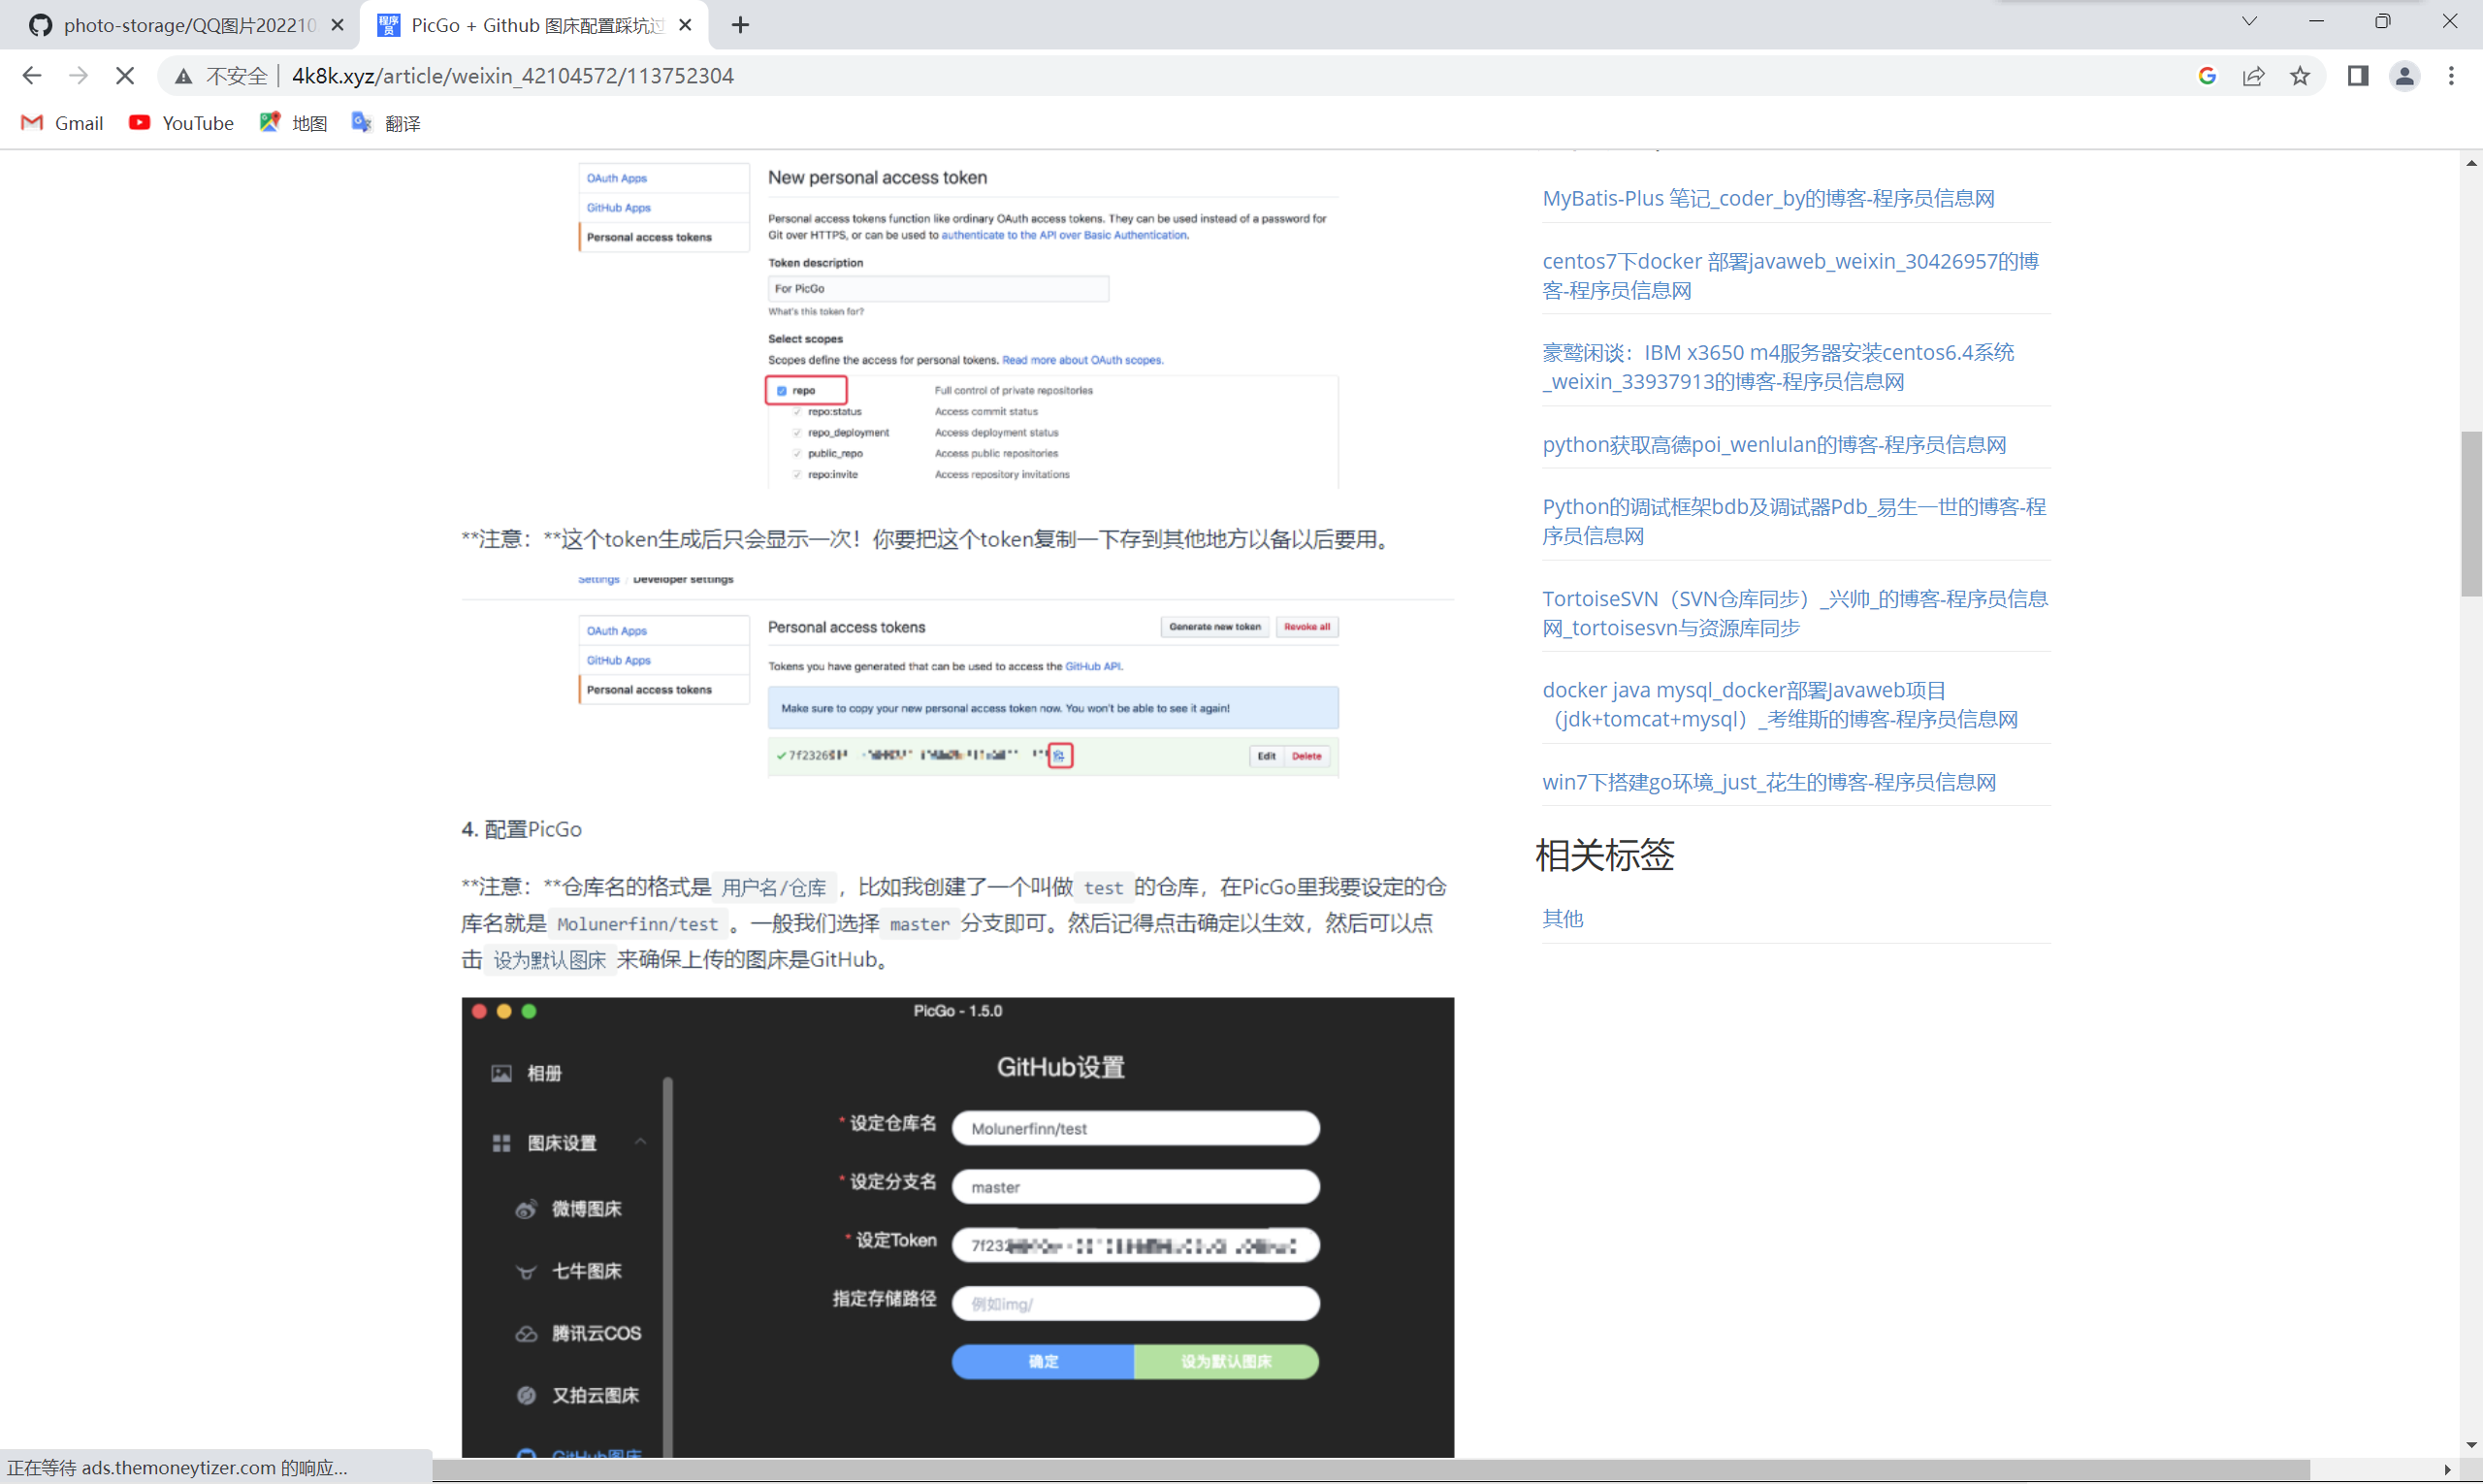 photo-storage/QQ图片202210
PicGo + Github 图床配置踩坑过
不安全
4k8k.xyz/article/weixin_42104572/113752304
Gmail
YouTube
地图
翻译
OAuth Apps
GitHub Apps
Personal access tokens
New personal access token
Personal access tokens function like ordinary OAuth access tokens. They can be used instead of a password for
Git over HTTPS, or can be used to authenticate to the API over Basic Authentication.
Token description
For PicGo
What's this token for?
Select scopes
Scopes define the access for personal tokens. Read more about OAuth scopes.
repo Full control of private repositories
repo:status Access commit status
repo_deployment Access deployment status
public_repo Access public repositories
repo:invite Access repository invitations
**注意：**这个token生成后只会显示一次！你要把这个token复制一下存到其他地方以备以后要用。
Settings / Developer settings
OAuth Apps
GitHub Apps
Personal access tokens
Personal access tokens
Generate new token
Revoke all
Tokens you have generated that can be used to access the GitHub API.
Make sure to copy your new personal access token now. You won't be able to see it again!
7f2326
Edit
Delete
4. 配置PicGo
**注意：**仓库名的格式是 用户名/仓库 ，比如我创建了一个叫做 test 的仓库，在PicGo里我要设定的仓
库名就是 Molunerfinn/test 。一般我们选择 master 分支即可。然后记得点击确定以生效，然后可以点
击 设为默认图床 来确保上传的图床是GitHub。
PicGo - 1.5.0
相册
图床设置
微博图床
七牛图床
腾讯云COS
又拍云图床
GitHub图床
GitHub设置
* 设定仓库名 Molunerfinn/test
* 设定分支名 master
* 设定Token 7f232
指定存储路径 例如img/
确定
设为默认图床
MyBatis-Plus 笔记_coder_by的博客-程序员信息网
centos7下docker 部署javaweb_weixin_30426957的博
客-程序员信息网
豪鹫闲谈：IBM x3650 m4服务器安装centos6.4系统
_weixin_33937913的博客-程序员信息网
python获取高德poi_wenlulan的博客-程序员信息网
Python的调试框架bdb及调试器Pdb_易生一世的博客-程
序员信息网
TortoiseSVN（SVN仓库同步）_兴帅_的博客-程序员信息
网_tortoisesvn与资源库同步
docker java mysql_docker部署Javaweb项目
（jdk+tomcat+mysql）_考维斯的博客-程序员信息网
win7下搭建go环境_just_花生的博客-程序员信息网
相关标签
其他
正在等待 ads.themoneytizer.com 的响应...